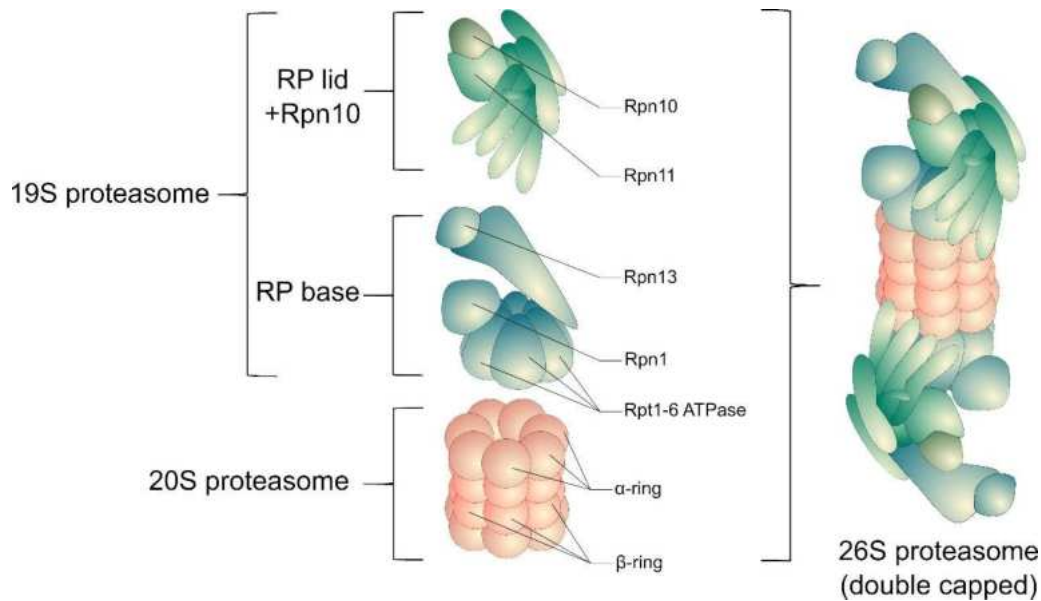 RP lid
+Rpn10
Rpn10
Rpn11
19S proteasome
RP base
Rpn13
Rpn1
Rpt1-6 ATPase
20S proteasome
α-ring
β-ring
26S proteasome
(double capped)